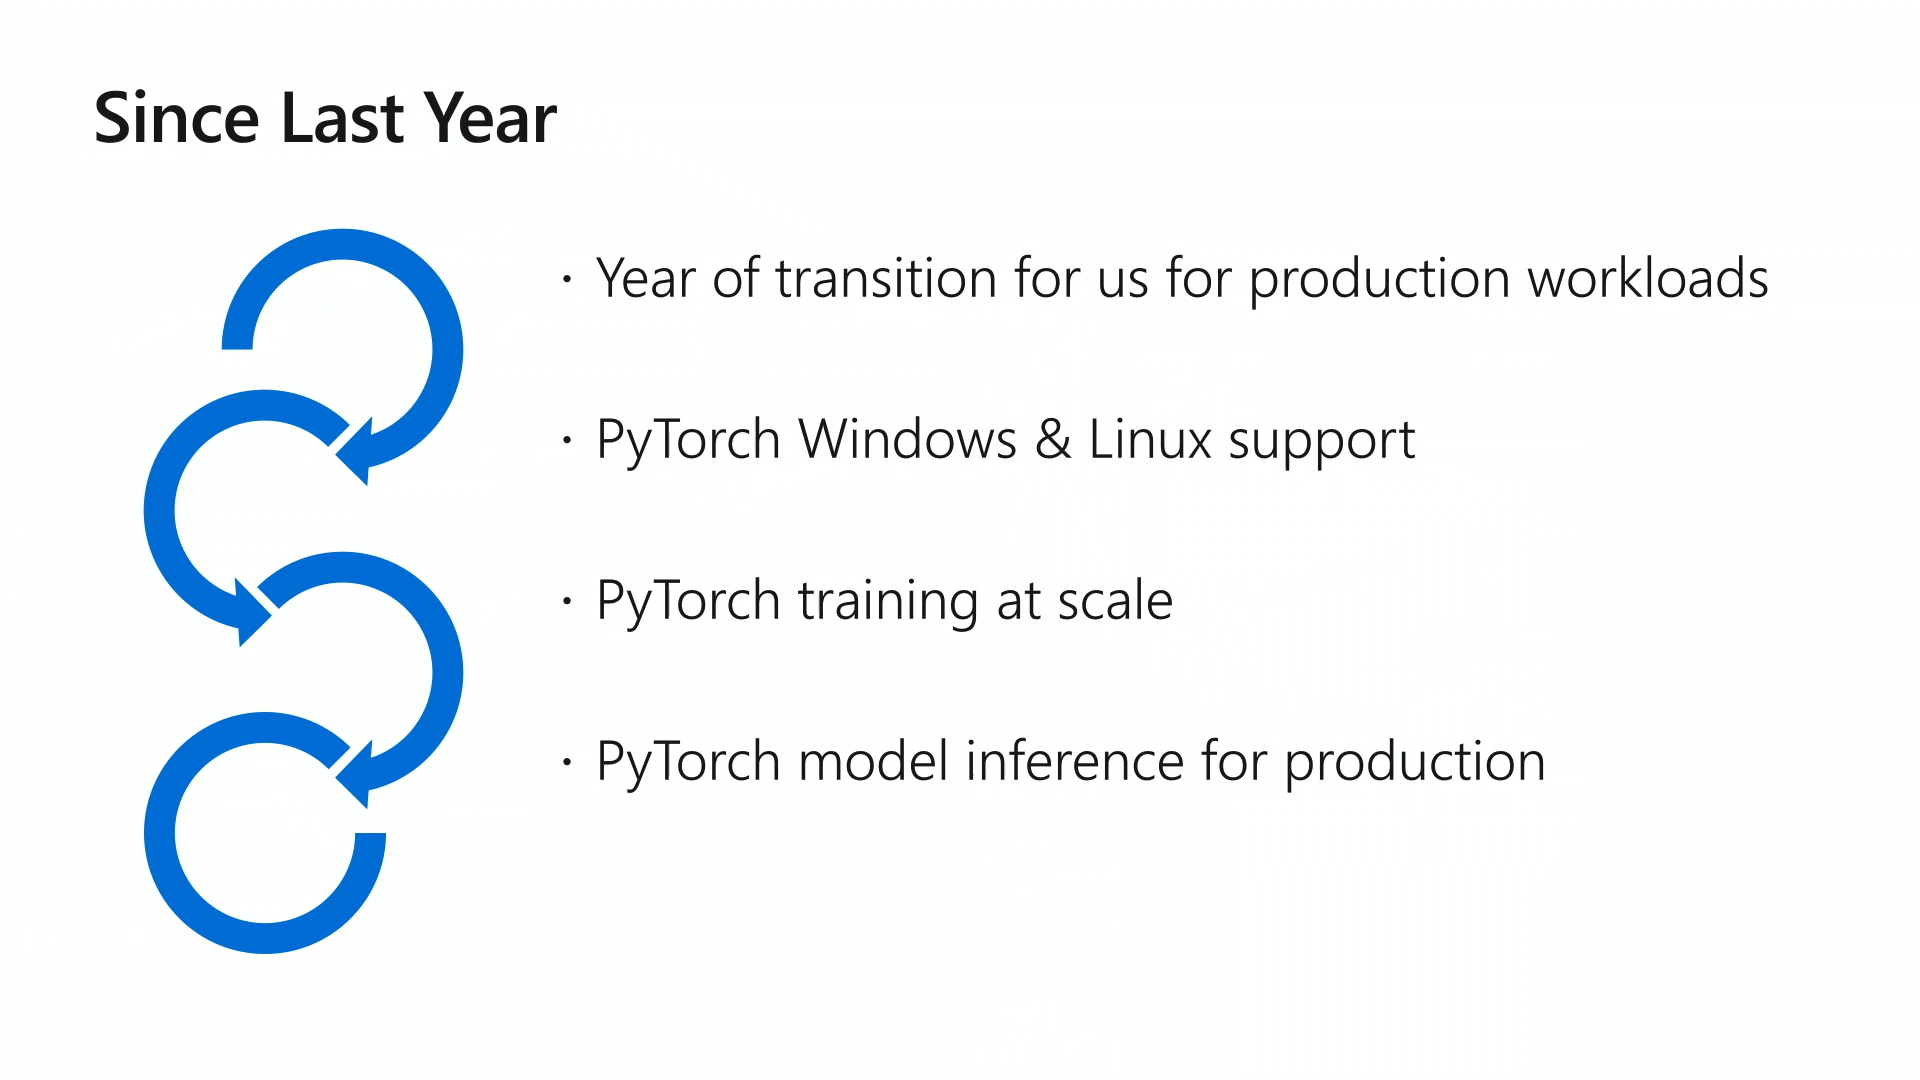 Since Last Year
· Year of transition for us for production workloads
· PyTorch Windows & Linux support
· PyTorch training at scale
· PyTorch model inference for production